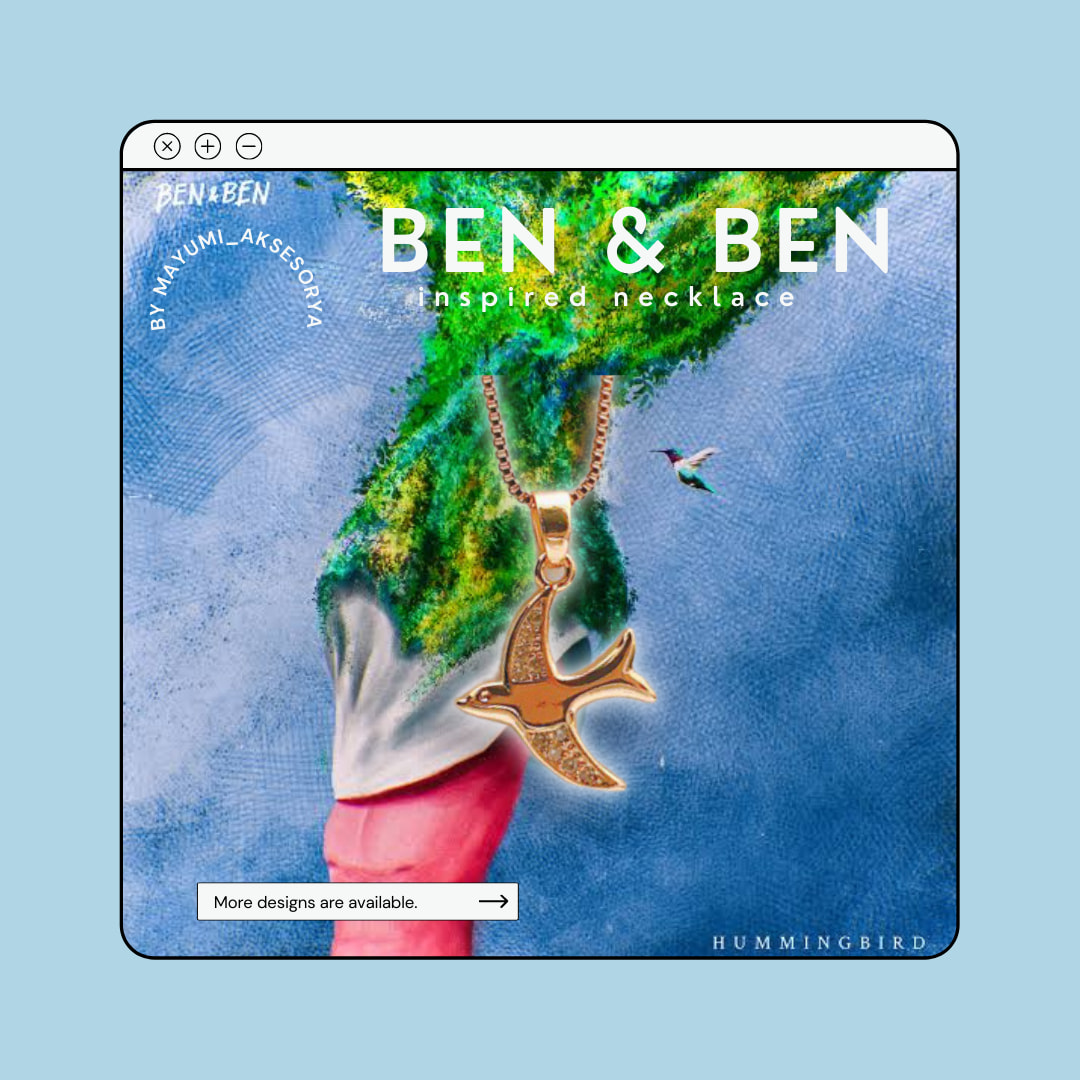 BEN&BEN
BY MAYUMI_AKSESORYA
BEN & BEN
inspired necklace
More designs are available.
HUMMINGBIRD